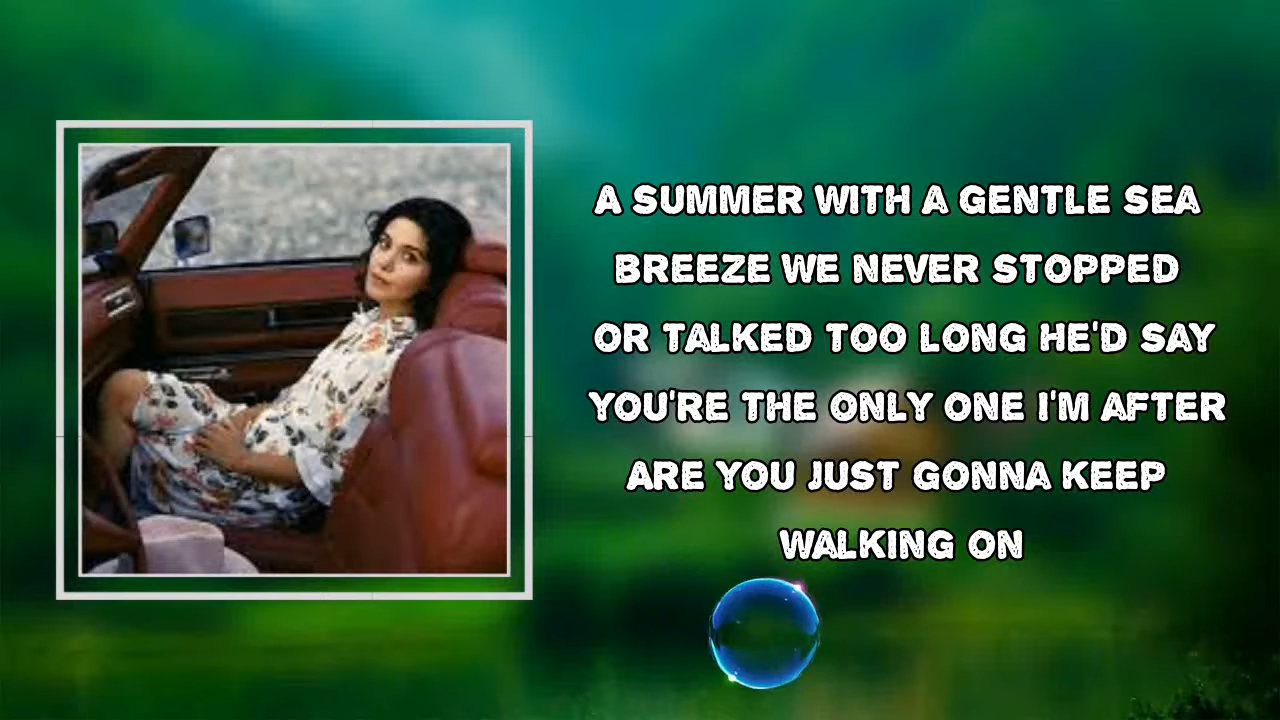 A SUMMER WITH A GENTLE SEA
BREEZE WE NEVER STOPPED
OR TALKED TOO LONG HE'D SAY
YOU'RE THE ONLY ONE I'M AFTER
ARE YOU JUST GONNA KEEP
WALKING ON